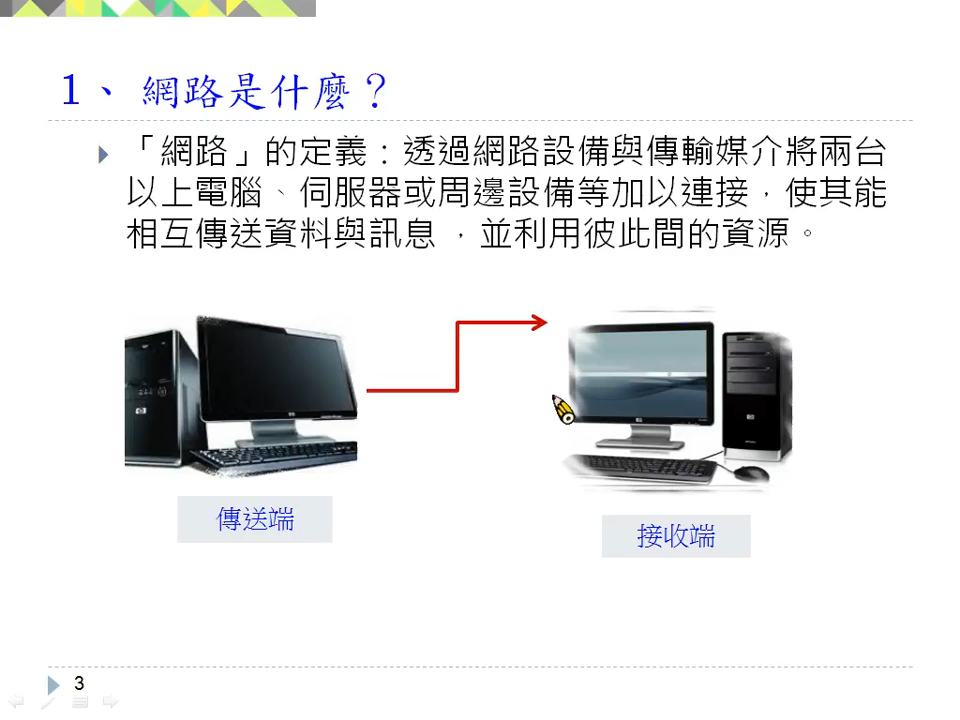 1、 網路是什麼？
「網路」的定義：透過網路設備與傳輸媒介將兩台
以上電腦、伺服器或周邊設備等加以連接，使其能
相互傳送資料與訊息 ，並利用彼此間的資源。
傳送端
接收端
3